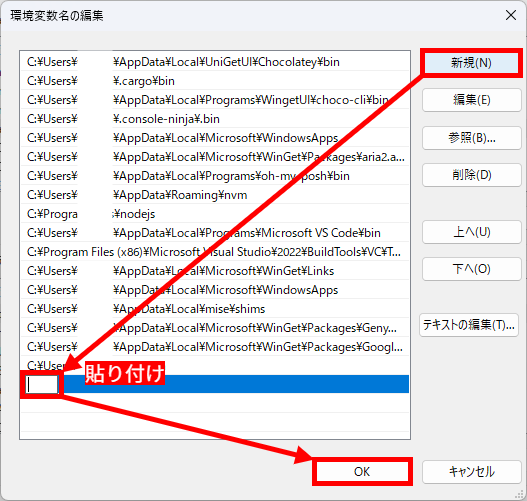 環境変数名の編集
C:¥Users¥ ¥AppData¥Local¥UniGetUI¥Chocolatey¥bin
C:¥Users¥ ¥.cargo¥bin
C:¥Users¥ ¥AppData¥Local¥Programs¥WingetUI¥choco-cli¥bin
C:¥Users¥ ¥.console-ninja¥.bin
C:¥Users¥ ¥AppData¥Local¥Microsoft¥WindowsApps
C:¥Users¥ ¥AppData¥Local¥Microsoft¥WinGet¥Packages¥aria2.a...
C:¥Users¥ ¥AppData¥Local¥Programs¥oh-my-posh¥bin
C:¥Users¥ ¥AppData¥Roaming¥nvm
C:¥Progra s¥nodejs
C:¥Users¥ ¥AppData¥Local¥Programs¥Microsoft VS Code¥bin
C:¥Program Files (x86)¥Microsoft Visual Studio¥2022¥BuildTools¥VC¥T...
C:¥Users¥ ¥AppData¥Local¥Microsoft¥WinGet¥Links
C:¥Users¥ ¥AppData¥Local¥Microsoft¥WindowsApps
C:¥Users¥ ¥AppData¥Local¥mise¥shims
C:¥Users¥ ¥AppData¥Local¥Microsoft¥WinGet¥Packages¥Geny...
C:¥Users¥ ¥AppData¥Local¥Microsoft¥WinGet¥Packages¥Googl...
C:¥User
貼り付け
新規(N)
編集(E)
参照(B)...
削除(D)
上へ(U)
下へ(O)
テキストの編集(T)...
OK
キャンセル